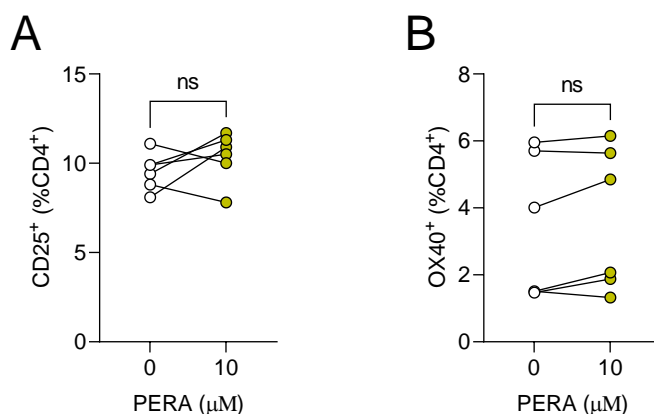 A
CD25⁺ (%CD4⁺)
15
10
5
0
ns
0 10
PERA (μM)
B
OX40⁺ (%CD4⁺)
8
6
4
2
0
ns
0 10
PERA (μM)